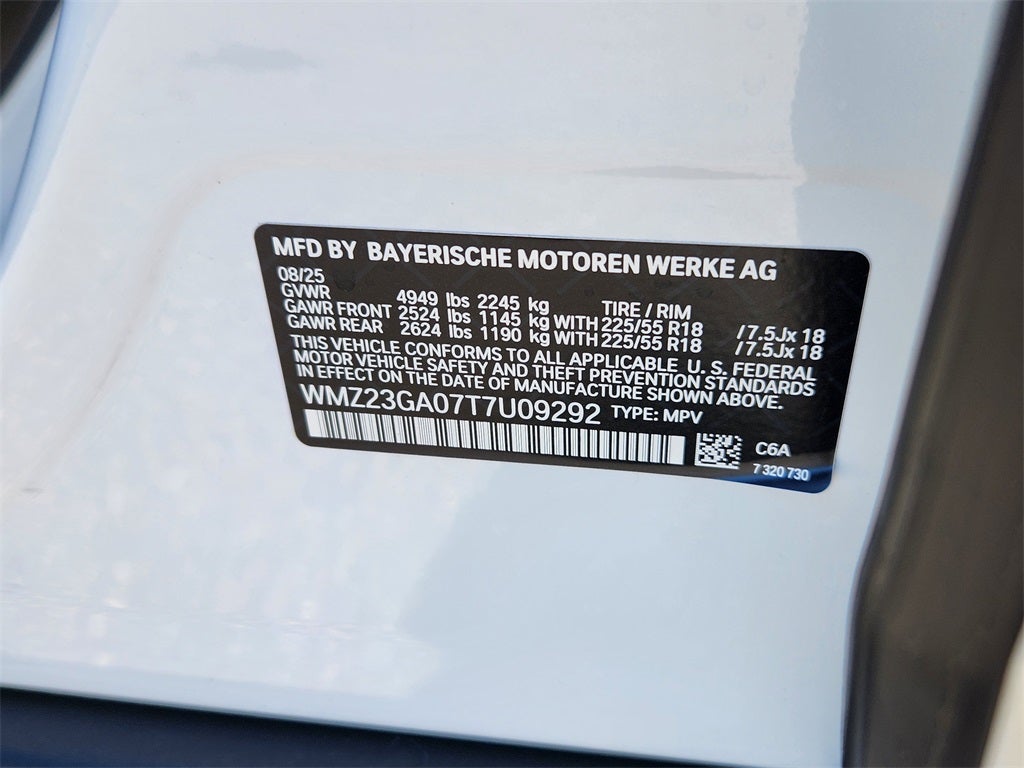 MFD BY BAYERISCHE MOTOREN WERKE AG
08/25
GVWR 4949 lbs 2245 kg TIRE / RIM
GAWR FRONT 2524 lbs 1145 kg WITH 225/55 R18 /7.5Jx 18
GAWR REAR 2624 lbs 1190 kg WITH 225/55 R18 /7.5Jx 18
THIS VEHICLE CONFORMS TO ALL APPLICABLE U. S. FEDERAL
MOTOR VEHICLE SAFETY AND THEFT PREVENTION STANDARDS
IN EFFECT ON THE DATE OF MANUFACTURE SHOWN ABOVE.
WMZ23GA07T7U09292 TYPE: MPV
C6A
7 320 730